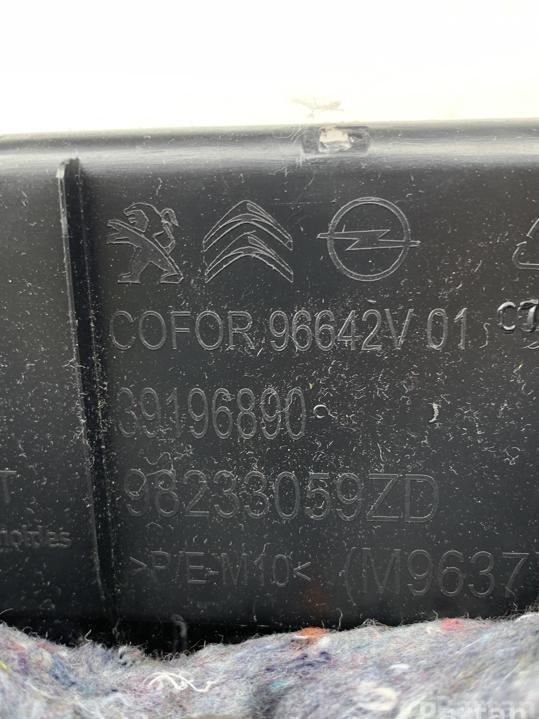 COFOR 96642V 01
39196890
98233059ZD
>P/E-M10< (M9637